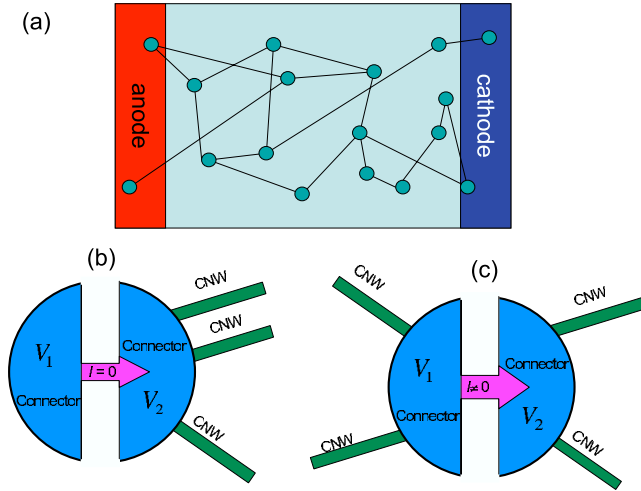 (a)
anode
cathode
(b)
CNW
CNW
Connector
V1
I = 0
V2
Connector
CNW
(c)
CNW
CNW
Connector
V1
I≠ 0
V2
Connector
CNW
CNW